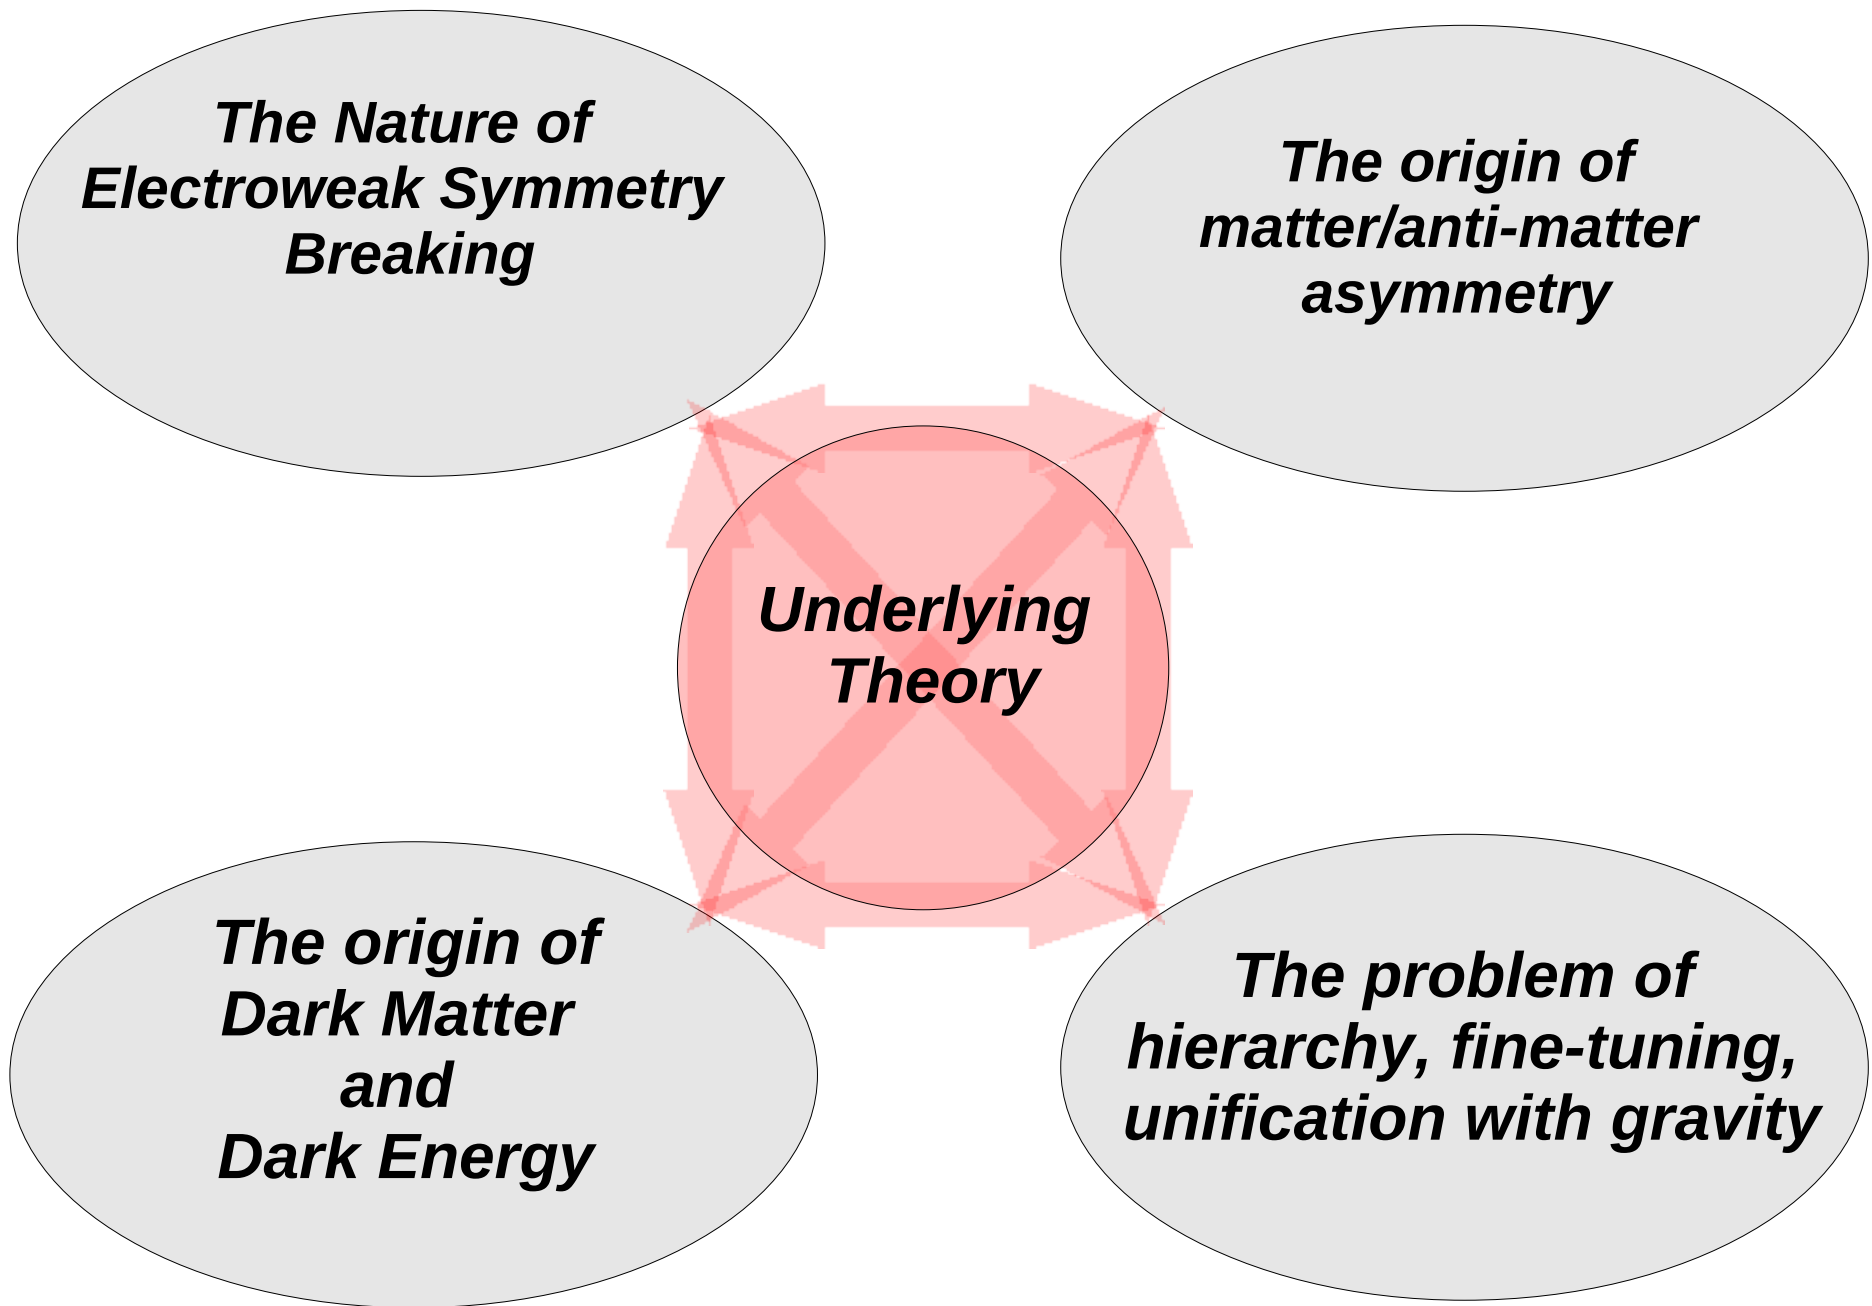 The Nature of
Electroweak Symmetry
Breaking
The origin of
matter/anti-matter
asymmetry
Underlying
Theory
The origin of
Dark Matter
and
Dark Energy
The problem of
hierarchy, fine-tuning,
unification with gravity